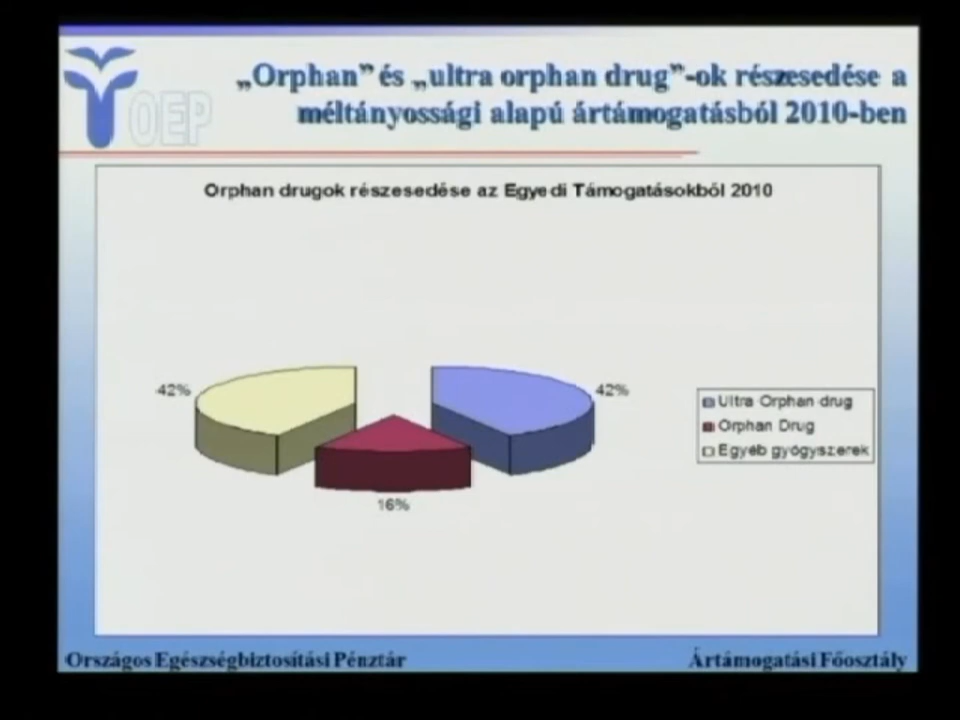 „Orphan” és „ultra orphan drug”-ok részesedése a
méltányossági alapú ártámogatásból 2010-ben
OEP
Orphan drugok részesedése az Egyedi Támogatásokból 2010
42%
42%
16%
Ultra Orphan drug
Orphan Drug
Egyéb gyógyszerek
Országos Egészségbiztosítási Pénztár
Ártámogatási Főosztály